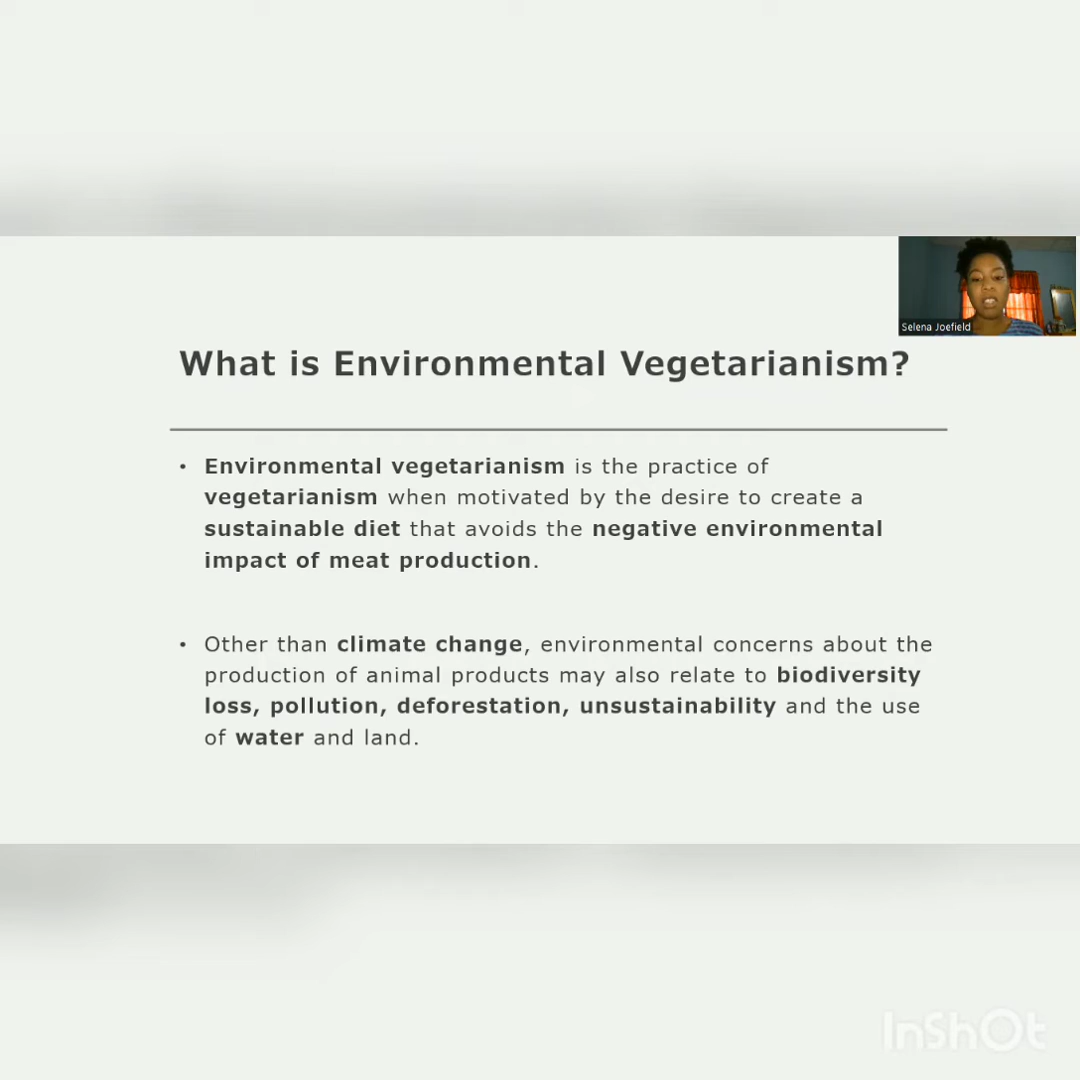 Selena Joefield
What is Environmental Vegetarianism?
• Environmental vegetarianism is the practice of
vegetarianism when motivated by the desire to create a
sustainable diet that avoids the negative environmental
impact of meat production.
• Other than climate change, environmental concerns about the
production of animal products may also relate to biodiversity
loss, pollution, deforestation, unsustainability and the use
of water and land.
InShOt